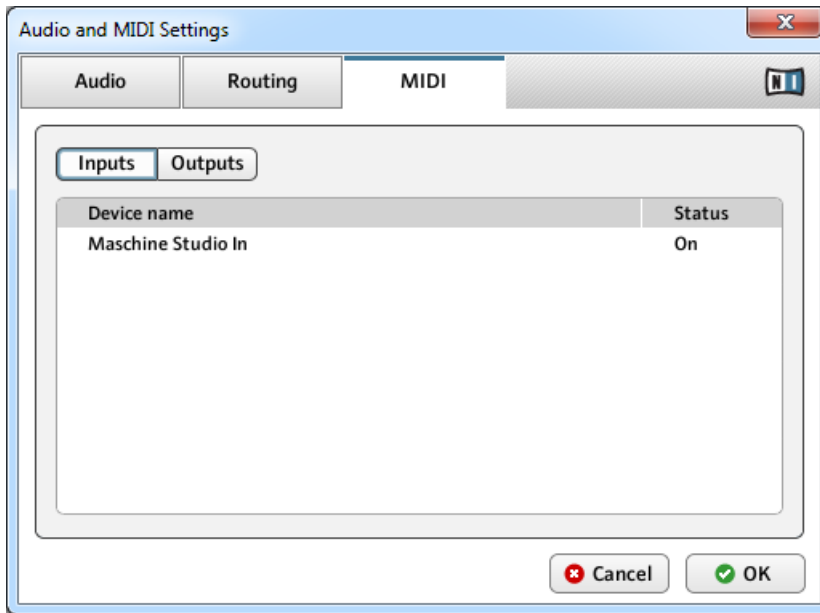 Audio and MIDI Settings
Audio Routing MIDI
NI
Inputs Outputs
Device name Status
Maschine Studio In On
Cancel OK